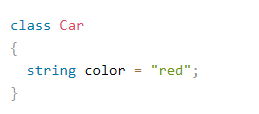 class Car
{
  string color = "red";
}